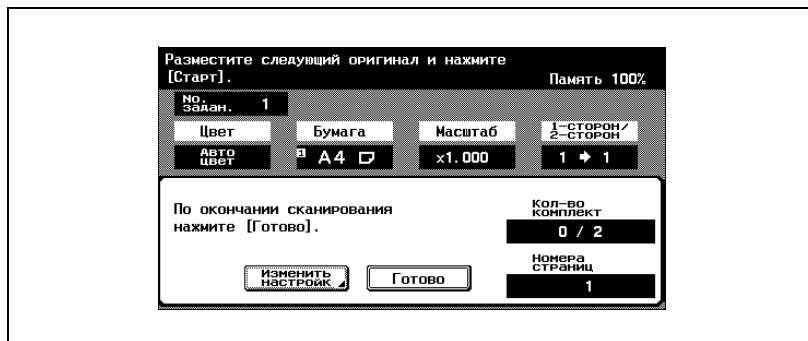 Разместите следующий оригинал и нажмите
[Старт].
Память 100%
No.
задан. 1
Цвет
Бумага
Масштаб
1-сторон/
2-сторон
Авто
цвет
1 A4
x1.000
1 ➔ 1
По окончании сканирования
нажмите [Готово].
Кол-во
комплект
0 / 2
Номера
страниц
1
Изменить
настройк
Готово